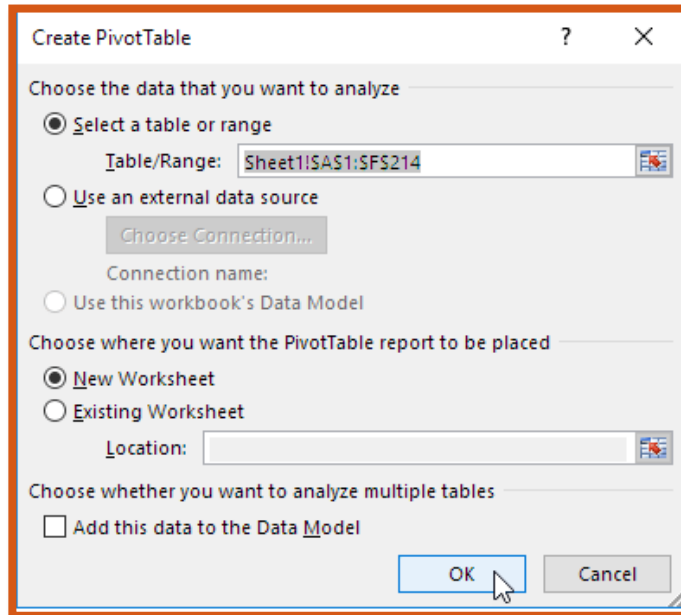 Create PivotTable ?
Choose the data that you want to analyze
Select a table or range
Table/Range: Sheet1!$A$1:$F$214
Use an external data source
Choose Connection...
Connection name:
Use this workbook's Data Model
Choose where you want the PivotTable report to be placed
New Worksheet
Existing Worksheet
Location:
Choose whether you want to analyze multiple tables
Add this data to the Data Model
OK Cancel